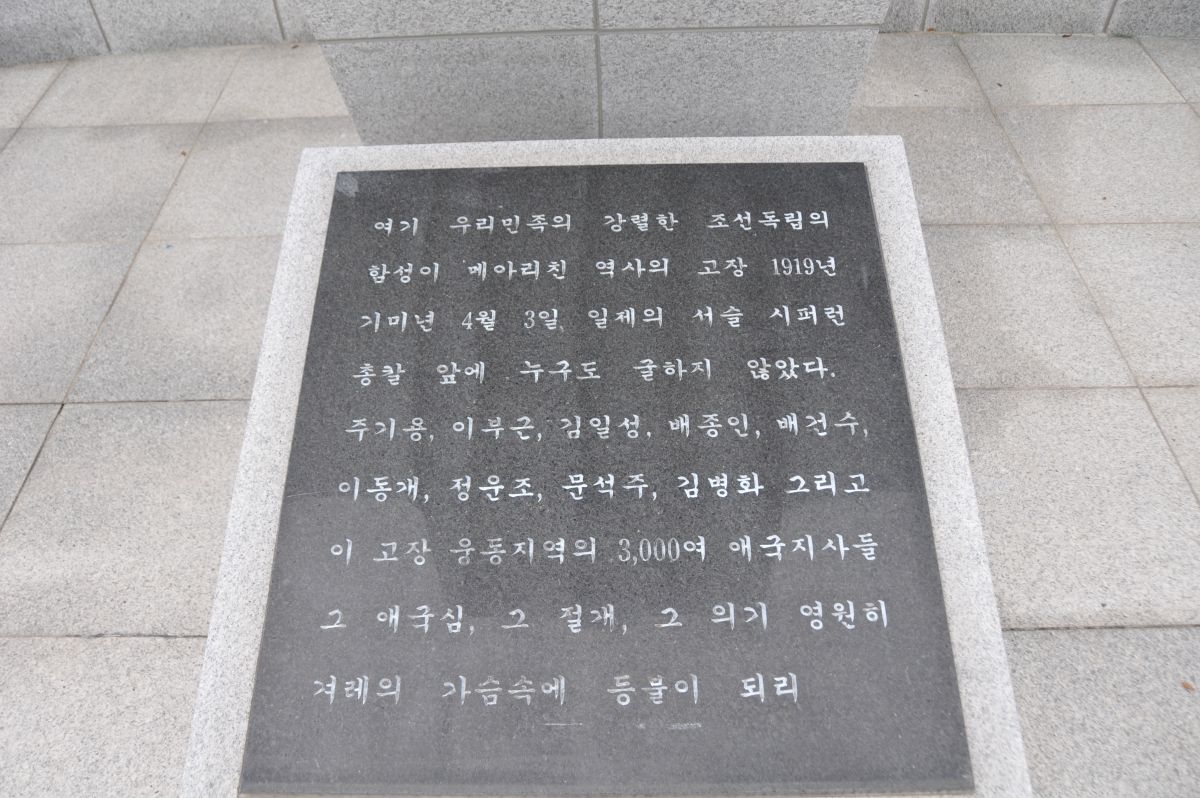 여기 우리민족의 강렬한 조선독립의
함성이 메아리친 역사의 고장 1919년
기미년 4월 3일, 일제의 서슬 시퍼런
총칼 앞에 누구도 굴하지 않았다.
주기용, 이부근, 김일성, 배종인, 배건수,
이동개, 정운조, 문석주, 김병화 그리고
이 고장 웅동지역의 3,000여 애국지사들
그 애국심, 그 절개, 그 의기 영원히
겨레의 가슴속에 등불이 되리